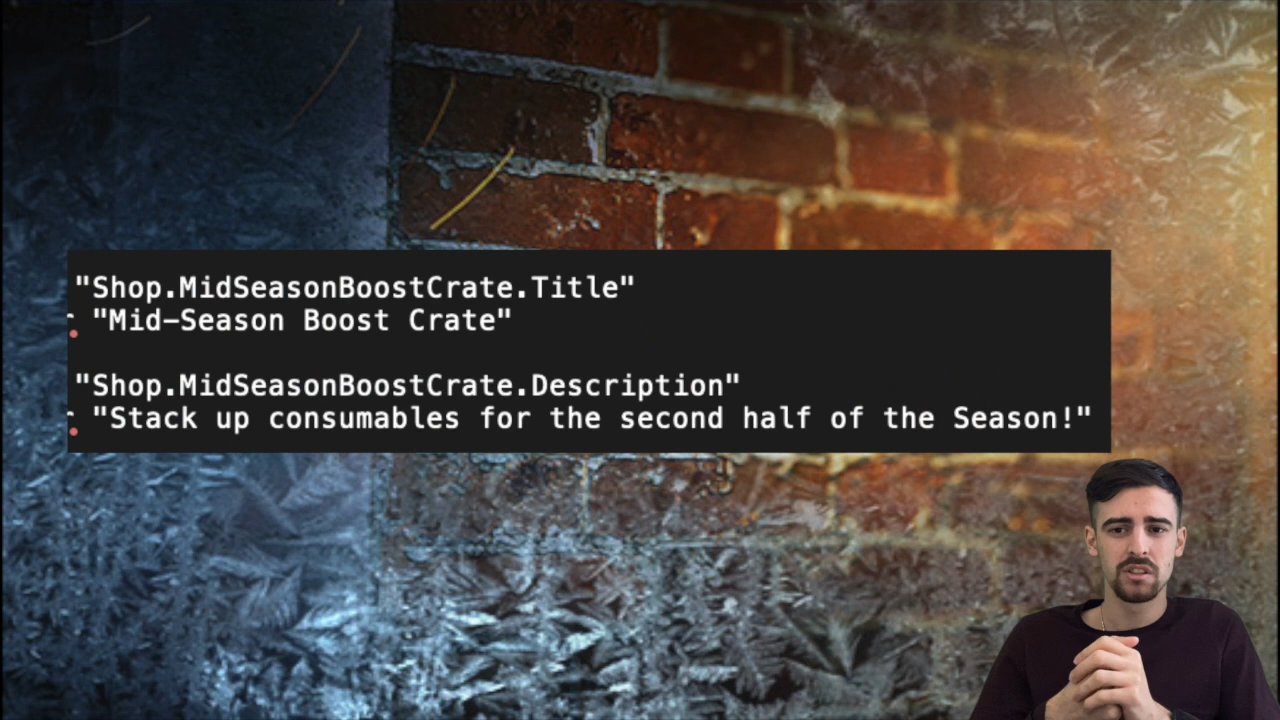 "Shop.MidSeasonBoostCrate.Title"
: "Mid-Season Boost Crate"
"Shop.MidSeasonBoostCrate.Description"
: "Stack up consumables for the second half of the Season!"